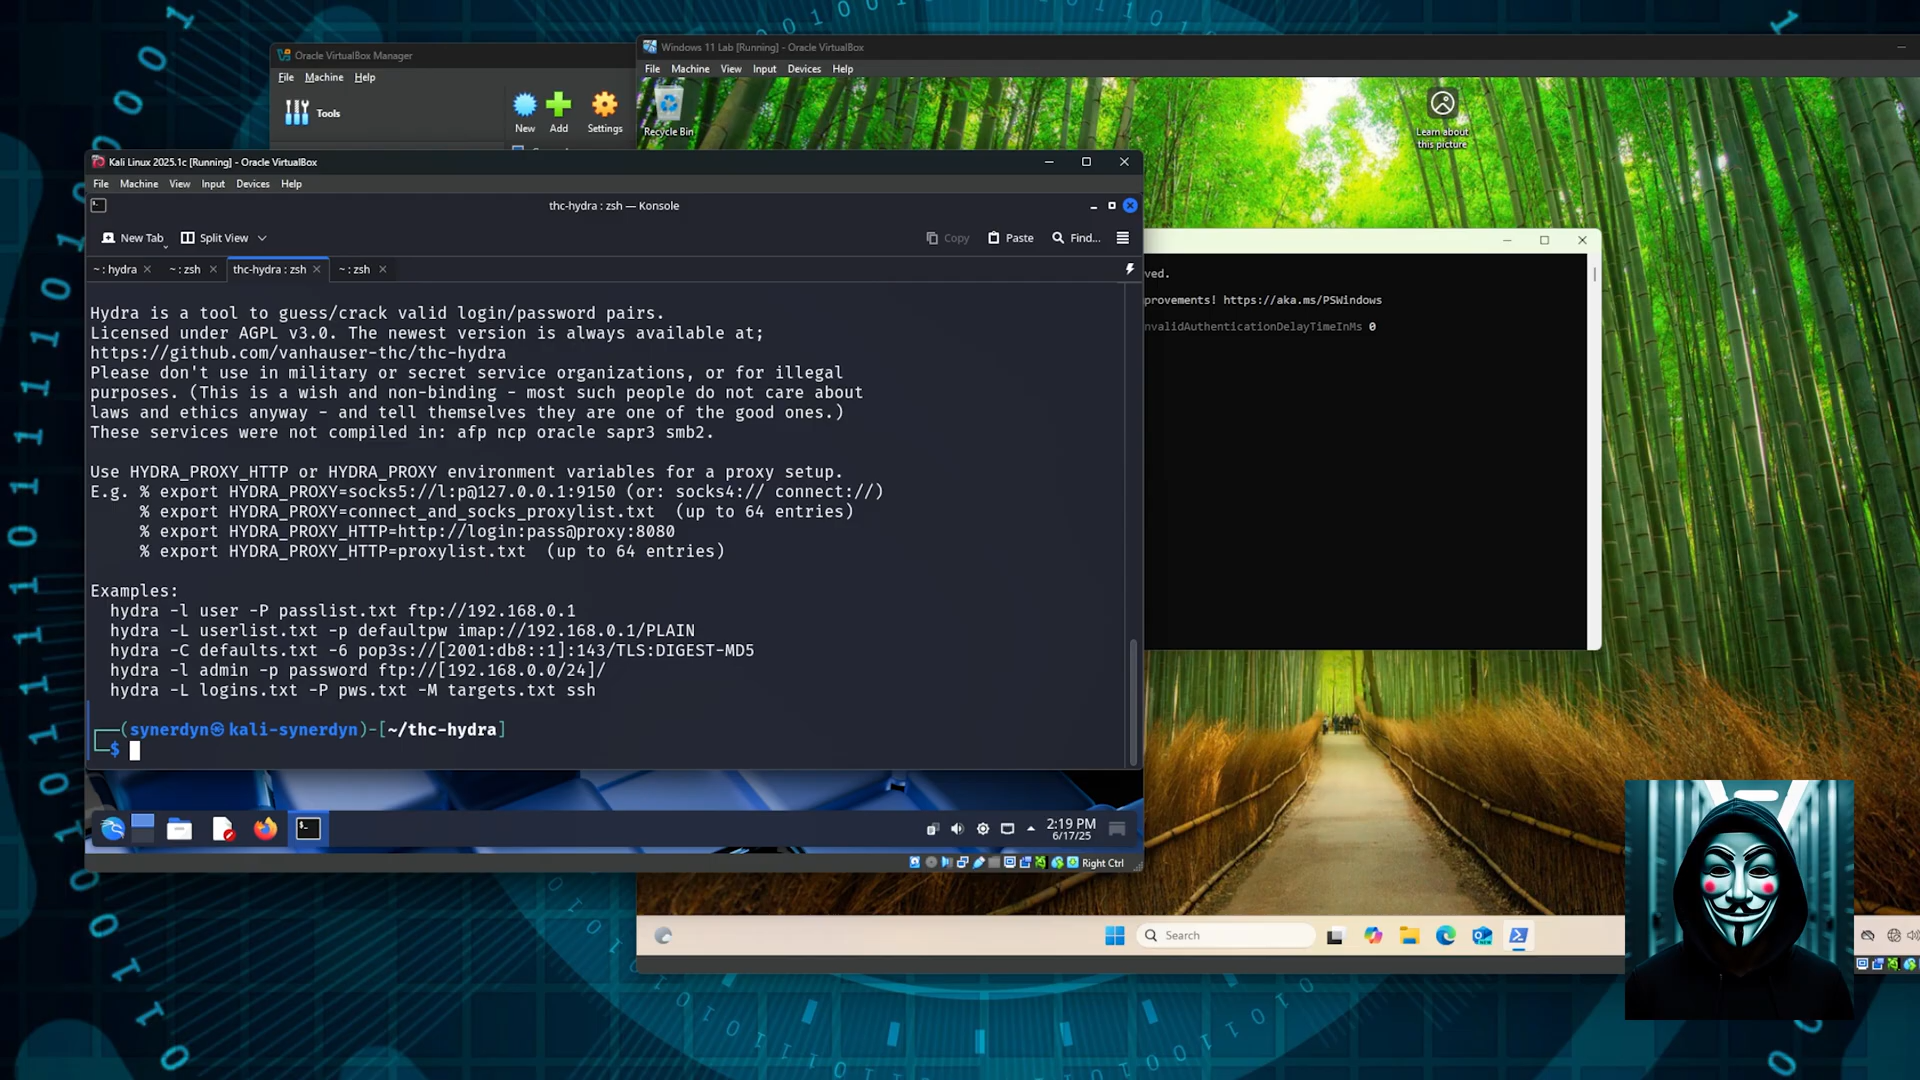 Oracle VirtualBox Manager
File Machine Help
Tools
New Add Settings
Windows 11 Lab [Running] - Oracle VirtualBox
File Machine View Input Devices Help
Recycle Bin
Learn about
this picture
Kali Linux 2025.1c [Running] - Oracle VirtualBox
File Machine View Input Devices Help
thc-hydra : zsh — Konsole
New Tab Split View Copy Paste Find...
~ : hydra ~ : zsh thc-hydra : zsh ~ : zsh
Hydra is a tool to guess/crack valid login/password pairs.
Licensed under AGPL v3.0. The newest version is always available at;
https://github.com/vanhauser-thc/thc-hydra
Please don't use in military or secret service organizations, or for illegal
purposes. (This is a wish and non-binding - most such people do not care about
laws and ethics anyway - and tell themselves they are one of the good ones.)
These services were not compiled in: afp ncp oracle sapr3 smb2.
Use HYDRA_PROXY_HTTP or HYDRA_PROXY environment variables for a proxy setup.
E.g. % export HYDRA_PROXY=socks5://l:p@127.0.0.1:9150 (or: socks4:// connect://)
% export HYDRA_PROXY=connect_and_socks_proxylist.txt (up to 64 entries)
% export HYDRA_PROXY_HTTP=http://login:pass@proxy:8080
% export HYDRA_PROXY_HTTP=proxylist.txt (up to 64 entries)
Examples:
hydra -l user -P passlist.txt ftp://192.168.0.1
hydra -L userlist.txt -p defaultpw imap://192.168.0.1/PLAIN
hydra -C defaults.txt -6 pop3s://[2001:db8::1]:143/TLS:DIGEST-MD5
hydra -l admin -p password ftp://[192.168.0.0/24]/
hydra -L logins.txt -P pws.txt -M targets.txt ssh
(synerdyn㉿kali-synerdyn)-[~/thc-hydra]
$
2:19 PM
6/17/25
Right Ctrl
ved.
provements! https://aka.ms/PSWindows
nvalidAuthenticationDelayTimeInMs 0
Search